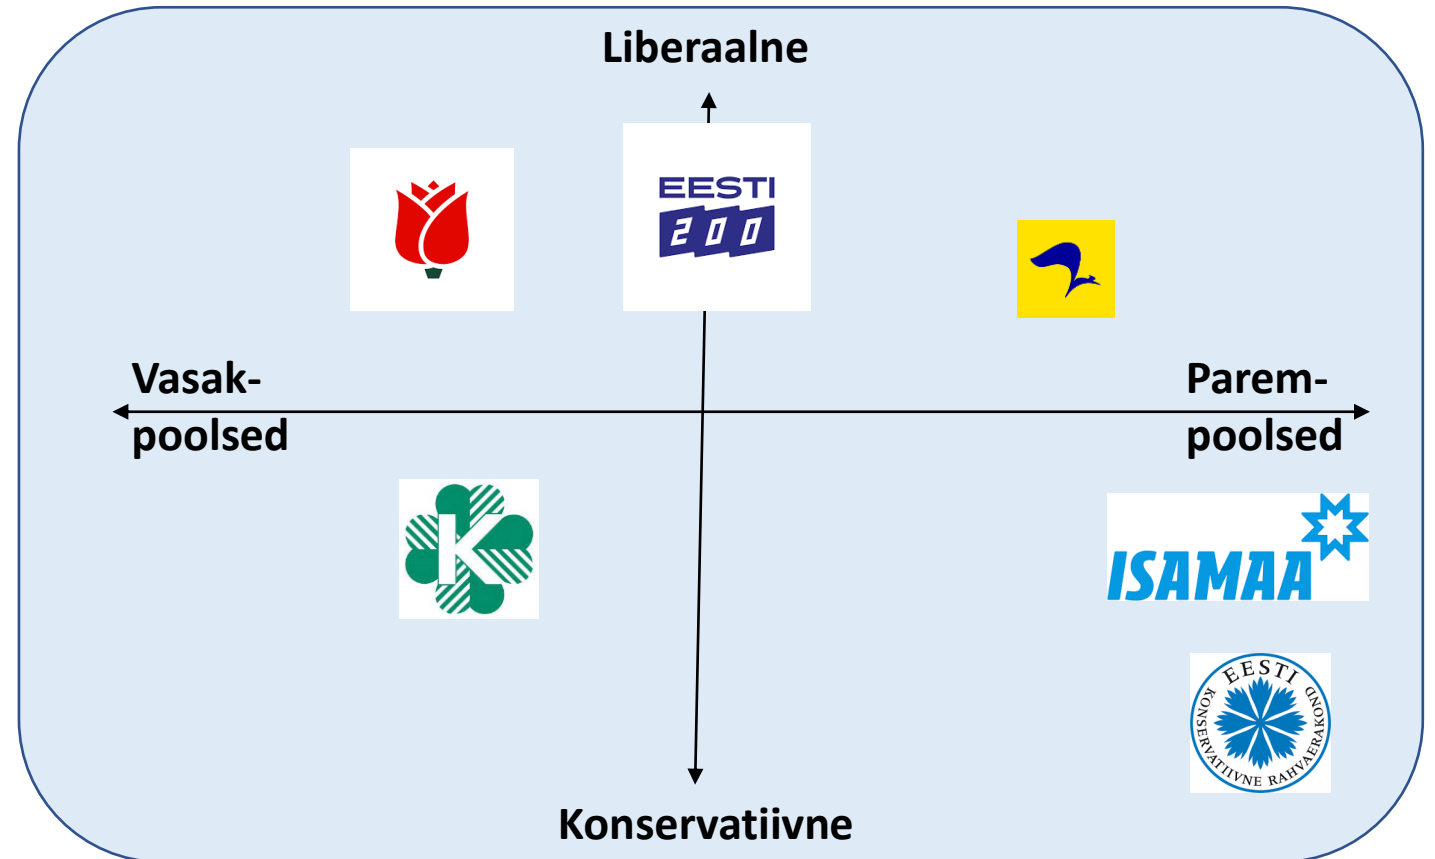 Liberaalne
EESTI
200
Vasak-
poolsed
Parem-
poolsed
K
ISAMAA
EESTI
KONSERVATIIVNE RAHVAERAKOND
Konservatiivne